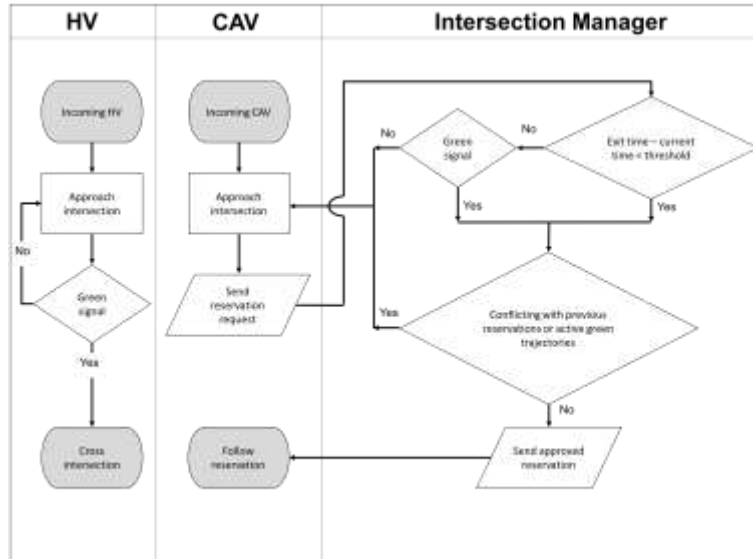 HV
CAV
Intersection Manager
Incoming HV
Approach
intersection
No
Green
signal
Yes
Cross
intersection
Incoming CAV
Approach
intersection
Send
reservation
request
Follow
reservation
No
Green
signal
No
Exit time – current
time < threshold
Yes
Yes
Yes
Conflicting with previous
reservations or active green
trajectories
No
Send approved
reservation